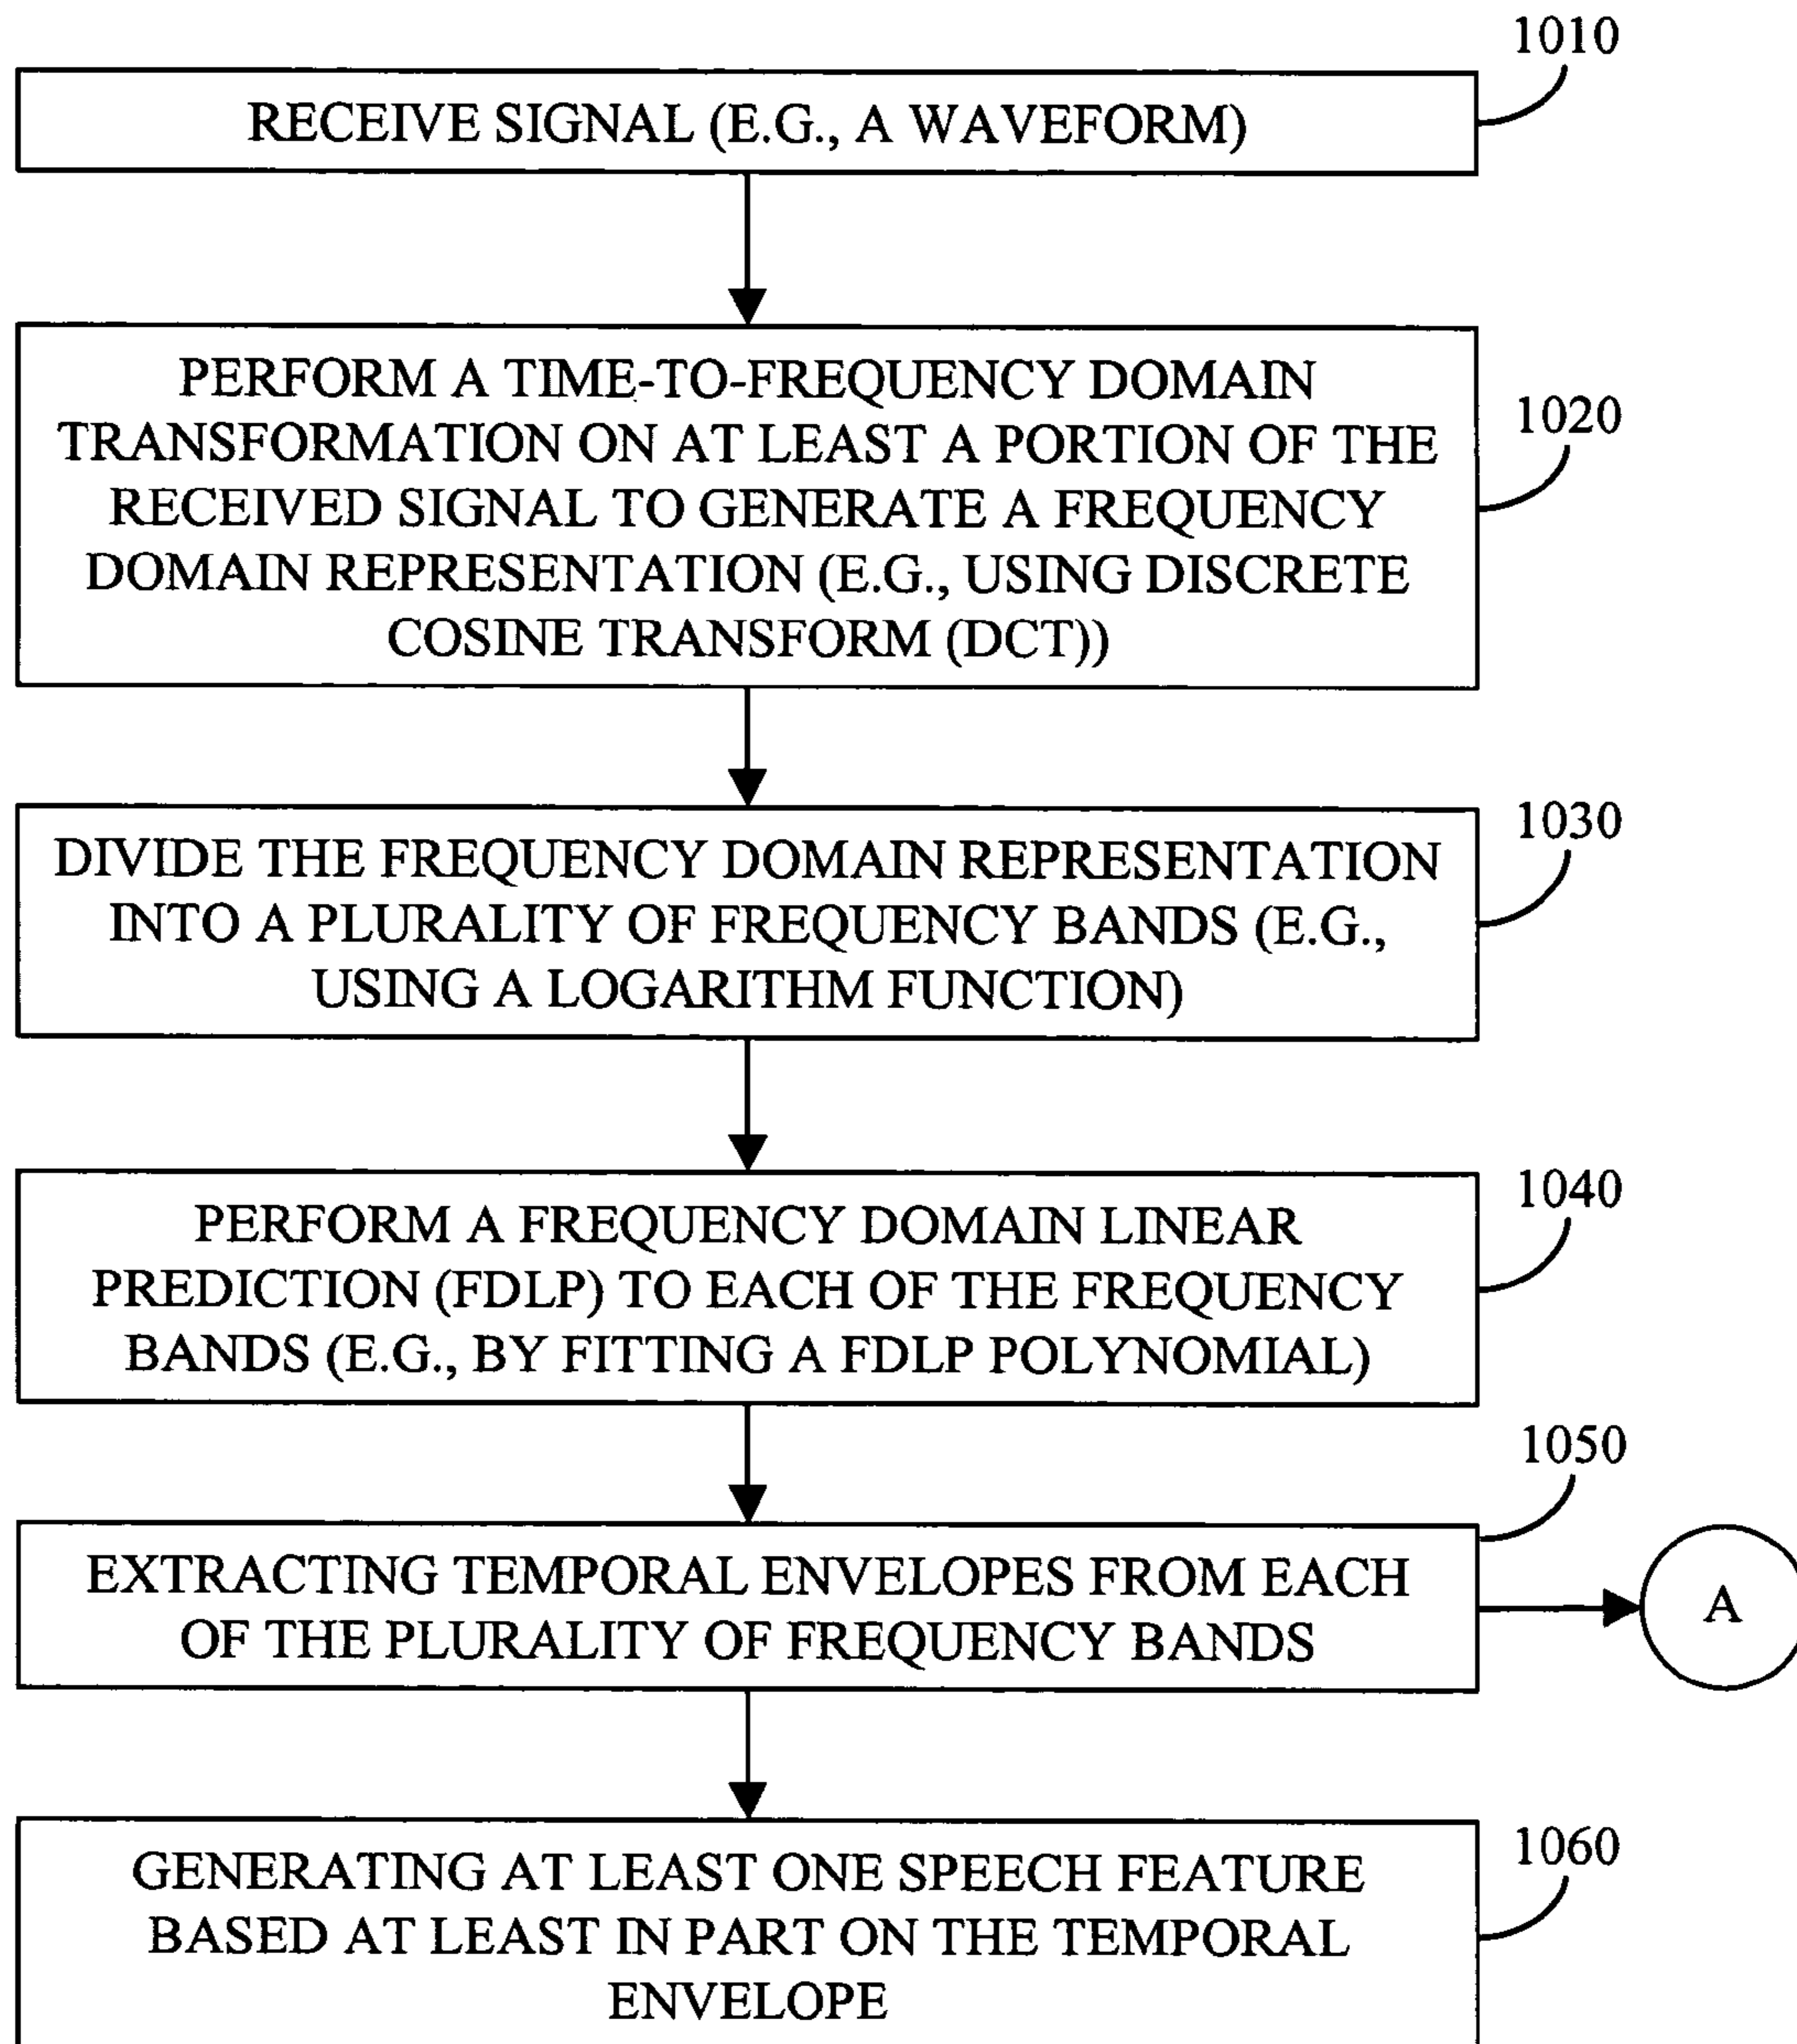 1010
RECEIVE SIGNAL (E.G., A WAVEFORM)
PERFORM A TIME-TO-FREQUENCY DOMAIN
TRANSFORMATION ON AT LEAST A PORTION OF THE
RECEIVED SIGNAL TO GENERATE A FREQUENCY
DOMAIN REPRESENTATION (E.G., USING DISCRETE
COSINE TRANSFORM (DCT))
1020
DIVIDE THE FREQUENCY DOMAIN REPRESENTATION
INTO A PLURALITY OF FREQUENCY BANDS (E.G.,
USING A LOGARITHM FUNCTION)
1030
PERFORM A FREQUENCY DOMAIN LINEAR
PREDICTION (FDLP) TO EACH OF THE FREQUENCY
BANDS (E.G., BY FITTING A FDLP POLYNOMIAL)
1040
1050
EXTRACTING TEMPORAL ENVELOPES FROM EACH
OF THE PLURALITY OF FREQUENCY BANDS
A
GENERATING AT LEAST ONE SPEECH FEATURE
BASED AT LEAST IN PART ON THE TEMPORAL
ENVELOPE
1060